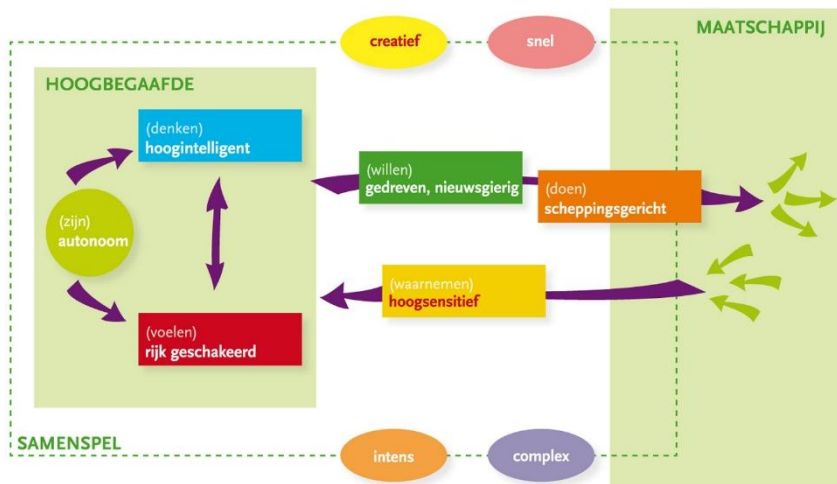 MAATSCHAPPIJ
creatief
snel
HOOGBEGAAFDE
(denken)
hoogintelligent
(willen)
gedreven, nieuwsgierig
(doen)
scheppingsgericht
(zijn)
autonoom
(waarnemen)
hoogsensitief
(voelen)
rijk geschakeerd
SAMENSPEL
intens
complex